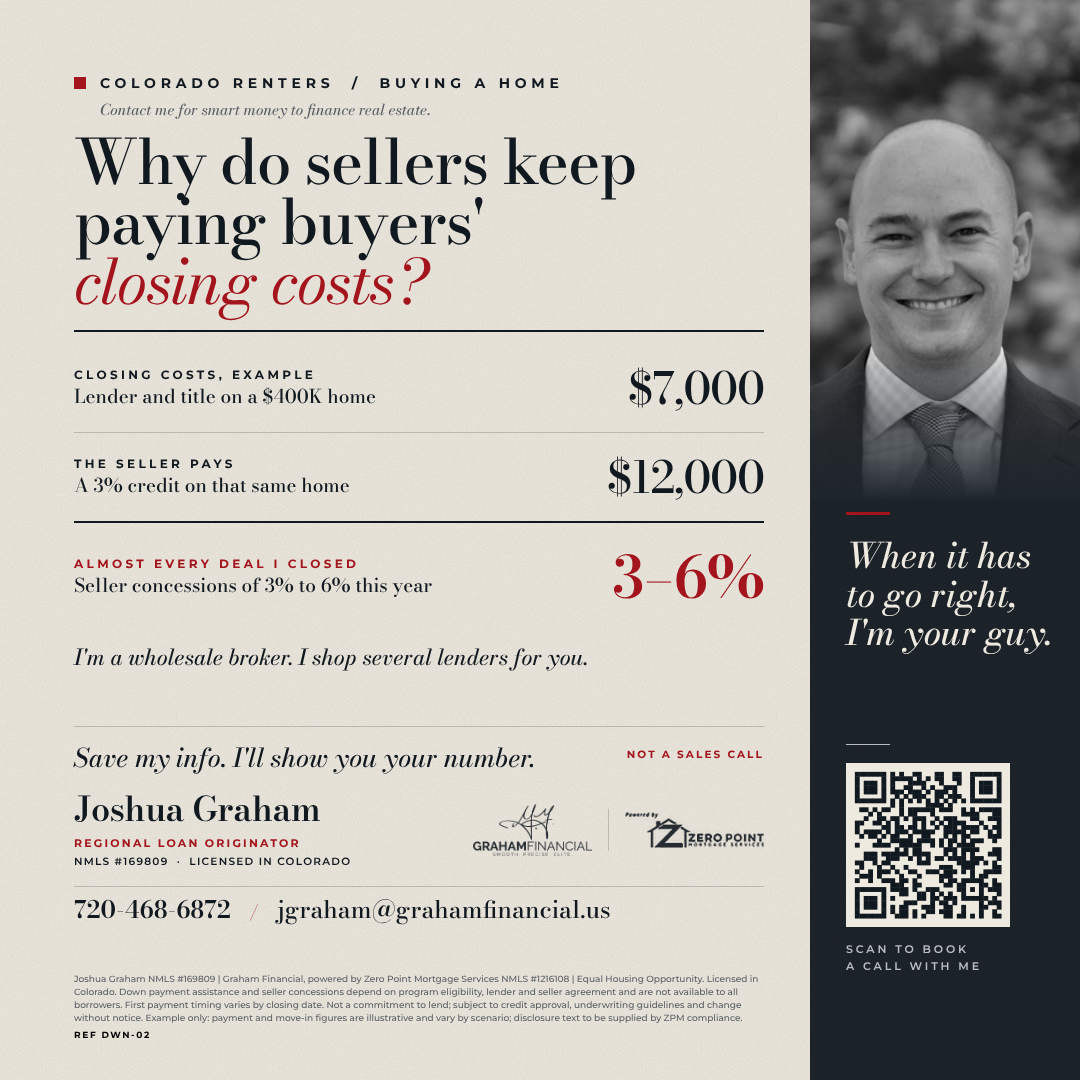 COLORADO RENTERS / BUYING A HOME
Contact me for smart money to finance real estate.
Why do sellers keep
paying buyers'
closing costs?
CLOSING COSTS, EXAMPLE
Lender and title on a $400K home
$7,000
THE SELLER PAYS
A 3% credit on that same home
$12,000
ALMOST EVERY DEAL I CLOSED
Seller concessions of 3% to 6% this year
3–6%
I'm a wholesale broker. I shop several lenders for you.
Save my info. I'll show you your number.
NOT A SALES CALL
Joshua Graham
REGIONAL LOAN ORIGINATOR
NMLS #169809 · LICENSED IN COLORADO
GRAHAMFINANCIAL
SMOOTH. PRECISE. ELITE.
Powered by
ZERO POINT
MORTGAGE SERVICES
720-468-6872 / jgraham@grahamfinancial.us
Joshua Graham NMLS #169809 | Graham Financial, powered by Zero Point Mortgage Services NMLS #1216108 | Equal Housing Opportunity. Licensed in
Colorado. Down payment assistance and seller concessions depend on program eligibility, lender and seller agreement and are not available to all
borrowers. First payment timing varies by closing date. Not a commitment to lend; subject to credit approval, underwriting guidelines and change
without notice. Example only: payment and move-in figures are illustrative and vary by scenario; disclosure text to be supplied by ZPM compliance.
REF DWN-02
When it has
to go right,
I'm your guy.
SCAN TO BOOK
A CALL WITH ME